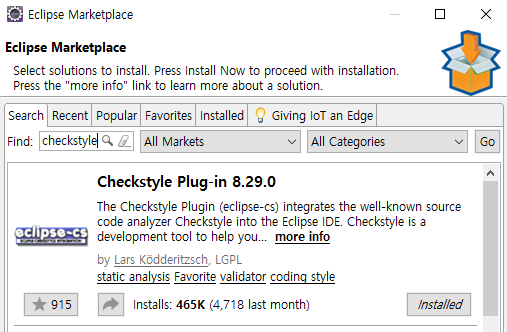 Eclipse Marketplace
Eclipse Marketplace
Select solutions to install. Press Install Now to proceed with installation.
Press the "more info" link to learn more about a solution.
Search Recent Popular Favorites Installed Giving IoT an Edge
Find: checkstyle All Markets All Categories Go
Checkstyle Plug-in 8.29.0
The Checkstyle Plugin (eclipse-cs) integrates the well-known source
code analyzer Checkstyle into the Eclipse IDE. Checkstyle is a
development tool to help you... more info
eclipse-cs
by Lars Ködderitzsch, LGPL
static analysis Favorite validator coding style
915 Installs: 465K (4,718 last month) Installed